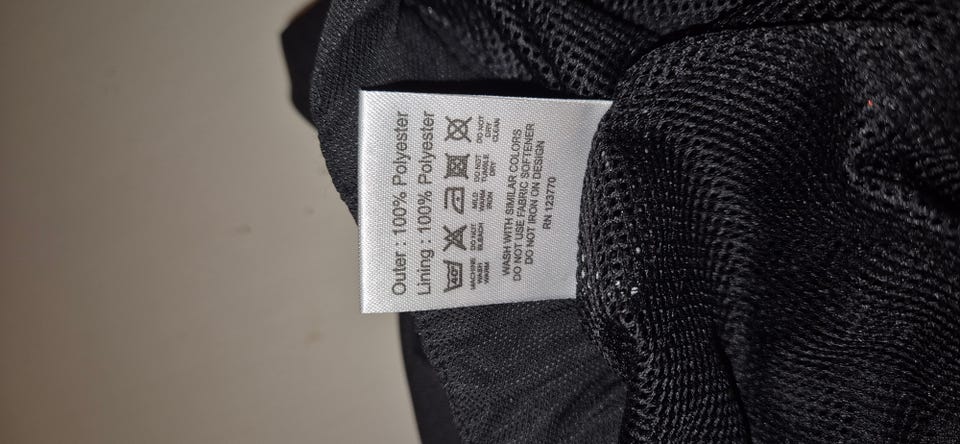 Outer : 100% Polyester
Lining : 100% Polyester
40°
MACHINE WASH WARM
DO NOT BLEACH
MILD WARM IRON
DO NOT TUMBLE DRY
DO NOT DRY CLEAN
WASH WITH SIMILAR COLORS
DO NOT USE FABRIC SOFTENER
DO NOT IRON ON DESIGN
RN 123770